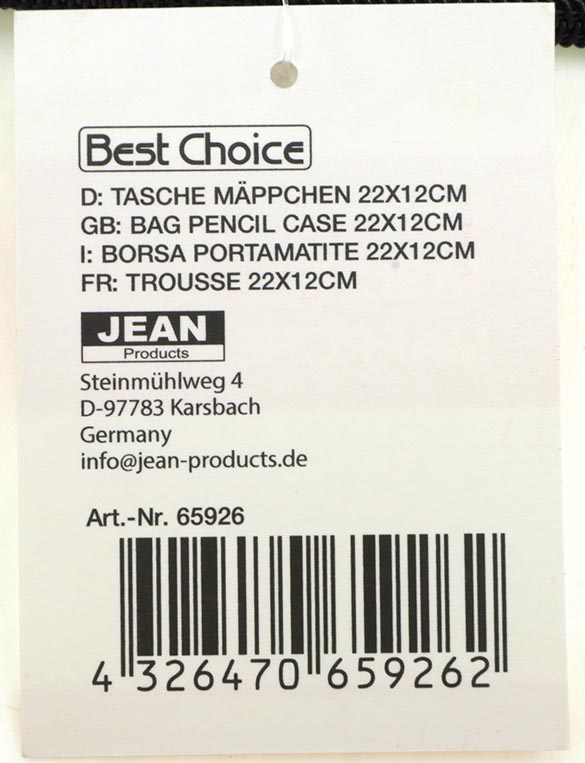 Best Choice
D: TASCHE MÄPPCHEN 22X12CM
GB: BAG PENCIL CASE 22X12CM
I: BORSA PORTAMATITE 22X12CM
FR: TROUSSE 22X12CM
JEAN
Products
Steinmühlweg 4
D-97783 Karsbach
Germany
info@jean-products.de
Art.-Nr. 65926
4 326470 659262